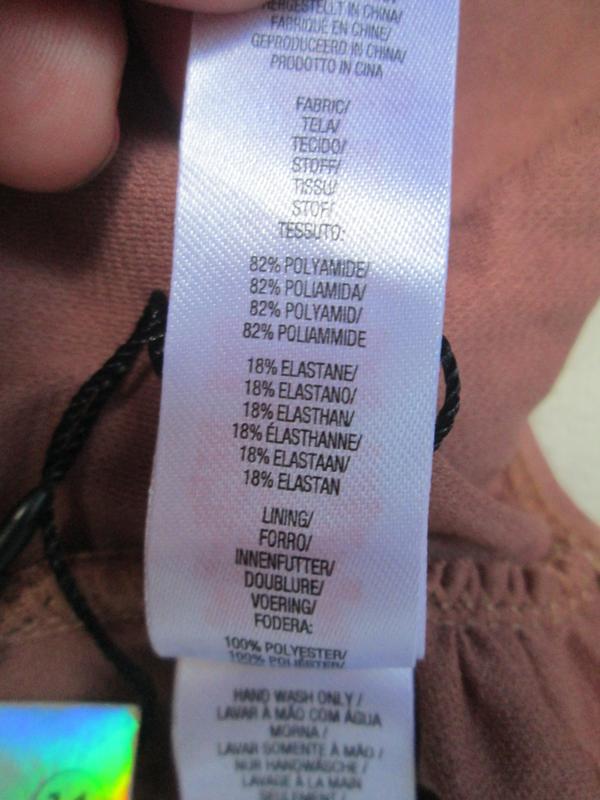 HERGESTELLT IN CHINA/
FABRIQUÉ EN CHINE/
GEPRODUCEERD IN CHINA/
PRODOTTO IN CINA
FABRIC/
TELA/
TECIDO/
STOFF/
TISSU/
STOF/
TESSUTO:
82% POLYAMIDE/
82% POLIAMIDA/
82% POLYAMID/
82% POLIAMMIDE
18% ELASTANE/
18% ELASTANO/
18% ELASTHAN/
18% ÉLASTHANNE/
18% ELASTAAN/
18% ELASTAN
LINING/
FORRO/
INNENFUTTER/
DOUBLURE/
VOERING/
FODERA:
100% POLYESTER/
100% POLIÉSTER/
HAND WASH ONLY /
LAVAR À MÃO COM ÁGUA
MORNA /
LAVAR SOMENTE À MÃO /
NUR HANDWÄSCHE /
LAVAGE À LA MAIN
SEULEMENT /